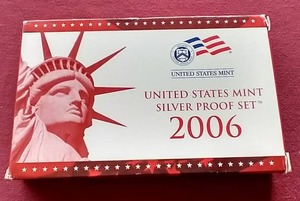 UNITED STATES MINT
UNITED STATES MINT
SILVER PROOF SET™
2006